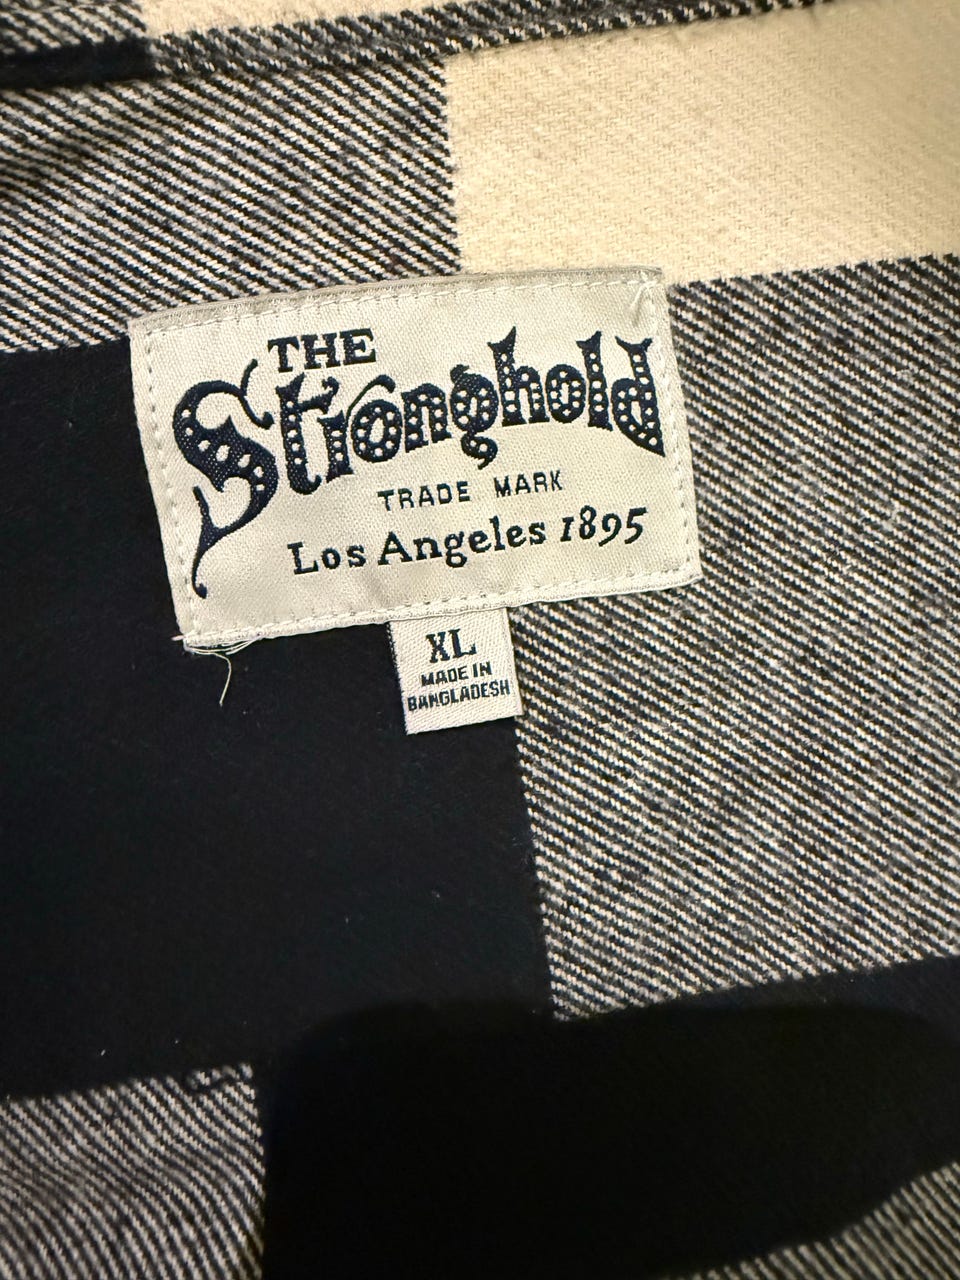 THE
Stronghold
TRADE MARK
Los Angeles 1895
XL
MADE IN
BANGLADESH